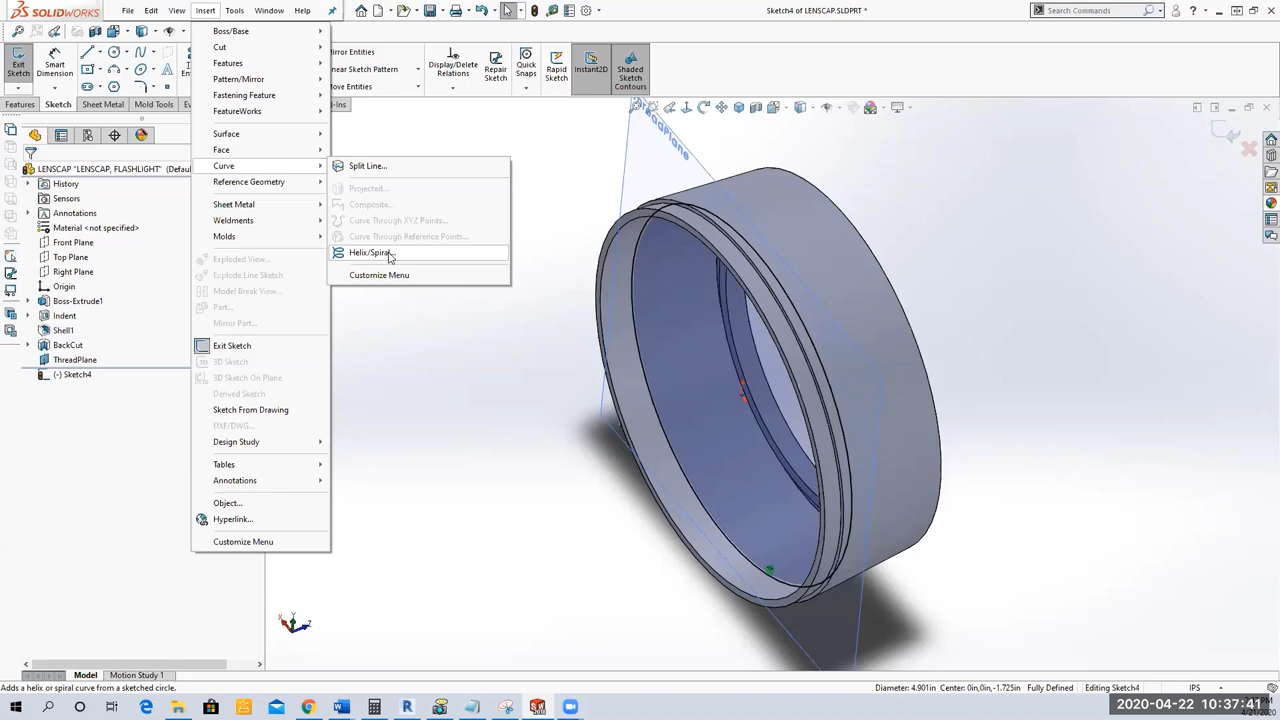 File Edit View Insert Tools Window Help
Sketch4 of LENSCAP.SLDPRT *
Search Commands
Exit Sketch
Smart Dimension
Mirror Entities
Linear Sketch Pattern
Move Entities
Display/Delete Relations
Repair Sketch
Quick Snaps
Rapid Sketch
Instant2D
Shaded Sketch Contours
Features Sketch Sheet Metal Mold Tools
LENSCAP "LENSCAP, FLASHLIGHT" (Default
History
Sensors
Annotations
Material <not specified>
Front Plane
Top Plane
Right Plane
Origin
Boss-Extrude1
Indent
Shell1
BackCut
ThreadPlane
(-) Sketch4
Boss/Base
Cut
Features
Pattern/Mirror
Fastening Feature
FeatureWorks
Surface
Face
Curve
Reference Geometry
Sheet Metal
Weldments
Molds
Exploded View...
Explode Line Sketch
Model Break View...
Part...
Mirror Part...
Exit Sketch
3D Sketch
3D Sketch On Plane
Derived Sketch
Sketch From Drawing
DXF/DWG...
Design Study
Tables
Annotations
Object...
Hyperlink...
Customize Menu
Split Line...
Projected...
Composite...
Curve Through XYZ Points...
Curve Through Reference Points...
Helix/Spiral
Customize Menu
ThreadPlane
Y
Z
Model Motion Study 1
Adds a helix or spiral curve from a sketched circle.
Diameter: 4.901in Center: 0in,0in,-1.725in Fully Defined Editing Sketch4 IPS
4/21/2020
2020-04-22 10:37:41